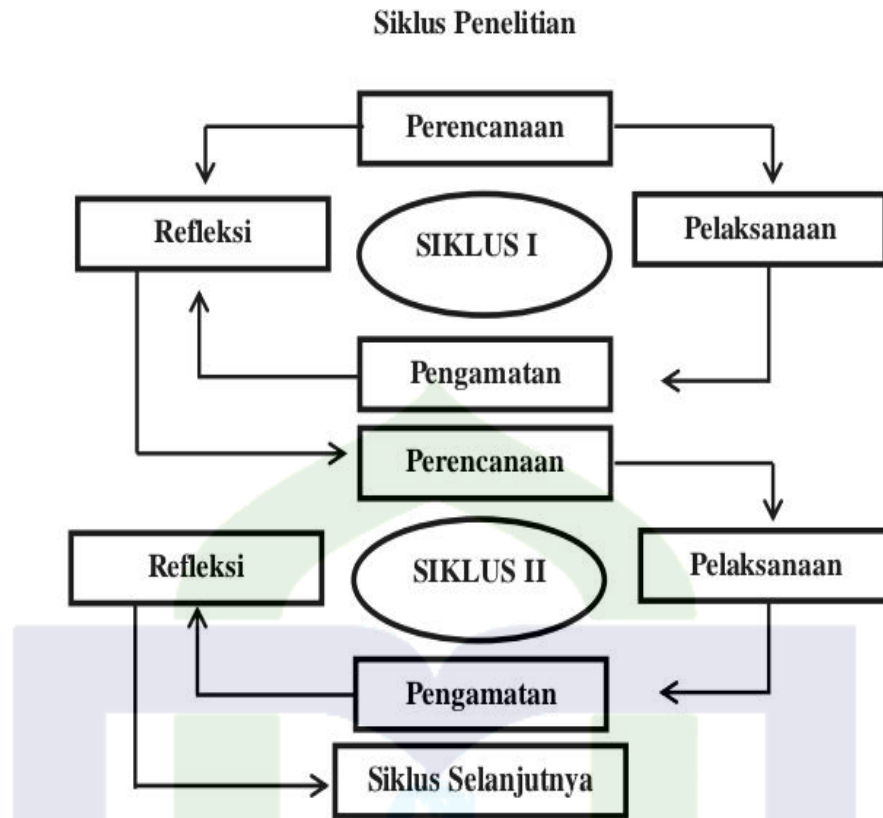 Siklus Penelitian
Perencanaan
Refleksi
SIKLUS I
Pelaksanaan
Pengamatan
Perencanaan
Refleksi
SIKLUS II
Pelaksanaan
Pengamatan
Siklus Selanjutnya